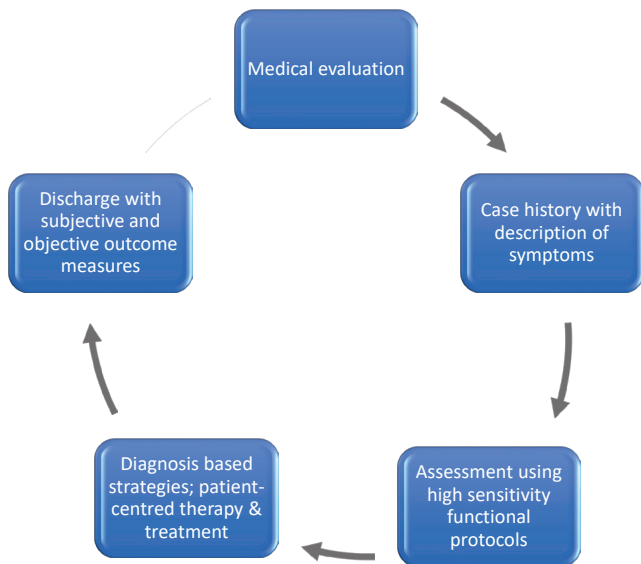 Medical evaluation
Case history with
description of
symptoms
Assessment using
high sensitivity
functional
protocols
Diagnosis based
strategies; patient-
centred therapy &
treatment
Discharge with
subjective and
objective outcome
measures